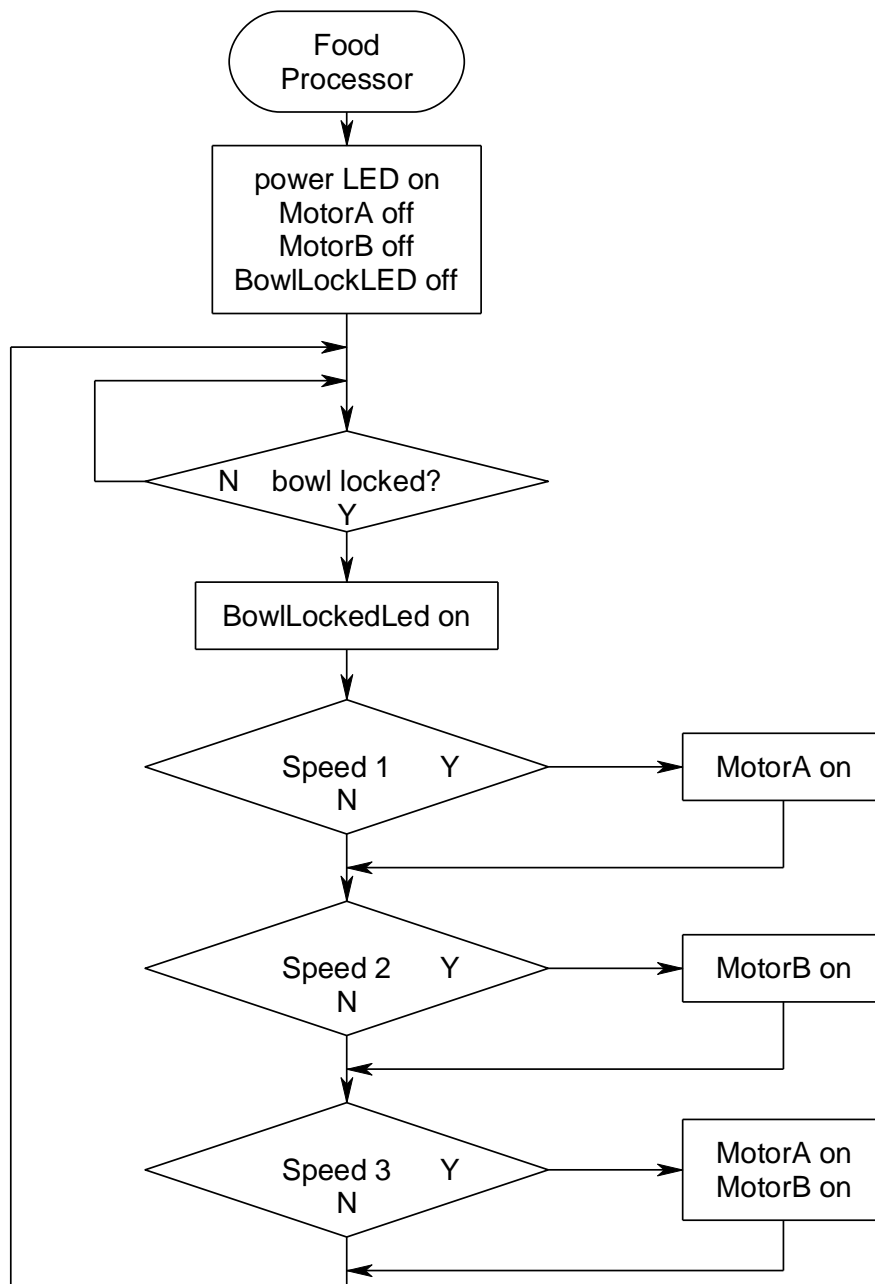 Food
Processor
power LED on
MotorA off
MotorB off
BowlLockLED off
N bowl locked?
Y
BowlLockedLed on
Speed 1 Y
N
MotorA on
Speed 2 Y
N
MotorB on
Speed 3 Y
N
MotorA on
MotorB on